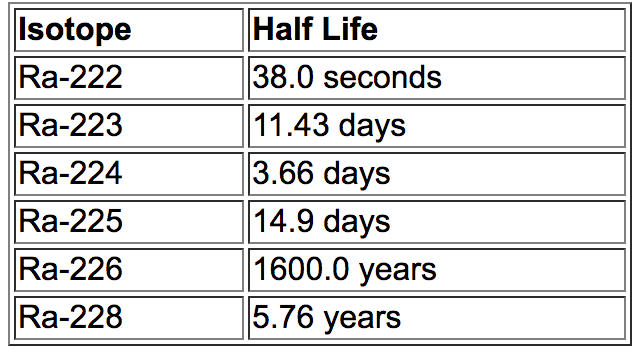 Isotope Half Life
Ra-222 38.0 seconds
Ra-223 11.43 days
Ra-224 3.66 days
Ra-225 14.9 days
Ra-226 1600.0 years
Ra-228 5.76 years